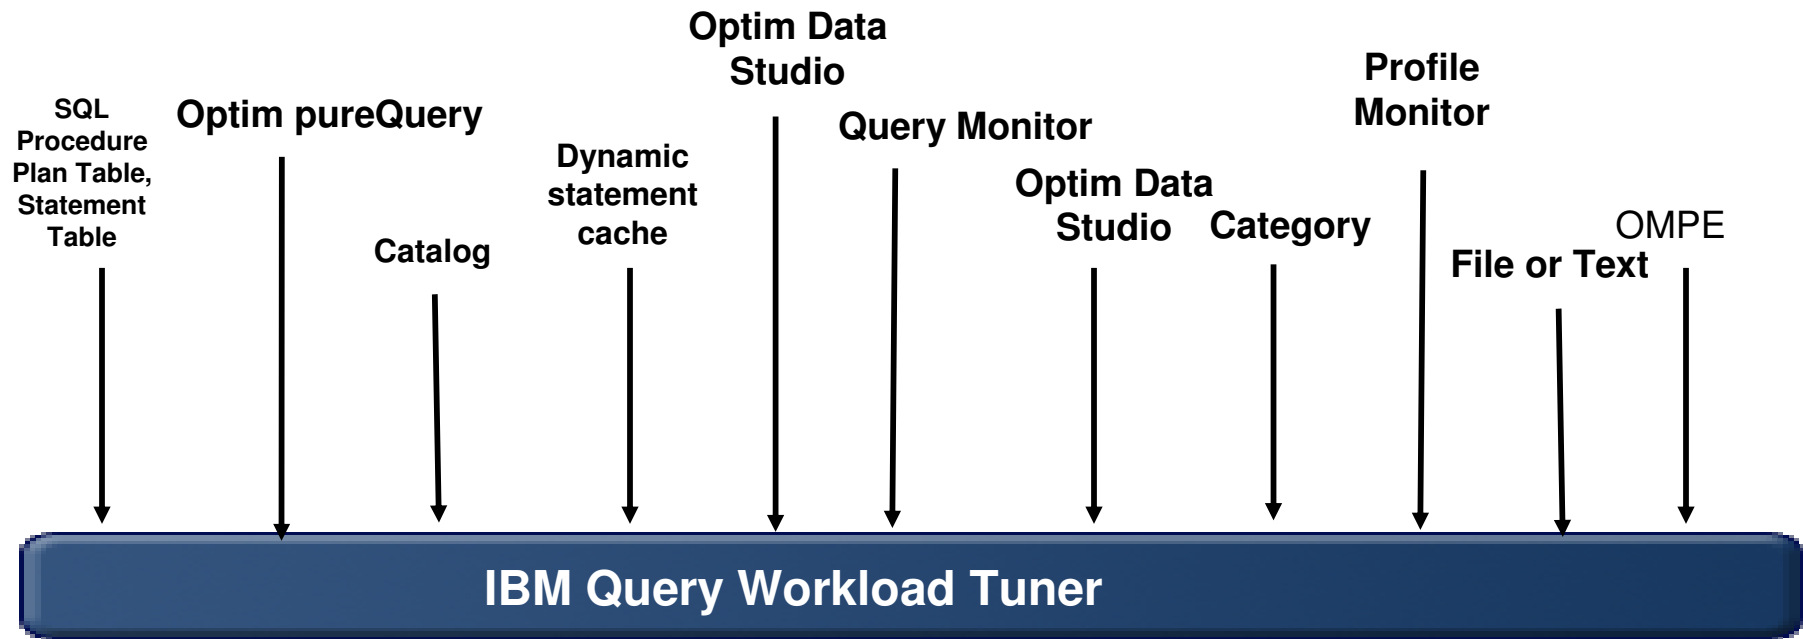 SQL
Procedure
Plan Table,
Statement
Table
Optim pureQuery
Catalog
Dynamic
statement
cache
Optim Data
Studio
Query Monitor
Optim Data
Studio
Category
Profile
Monitor
File or Text
OMPE
IBM Query Workload Tuner